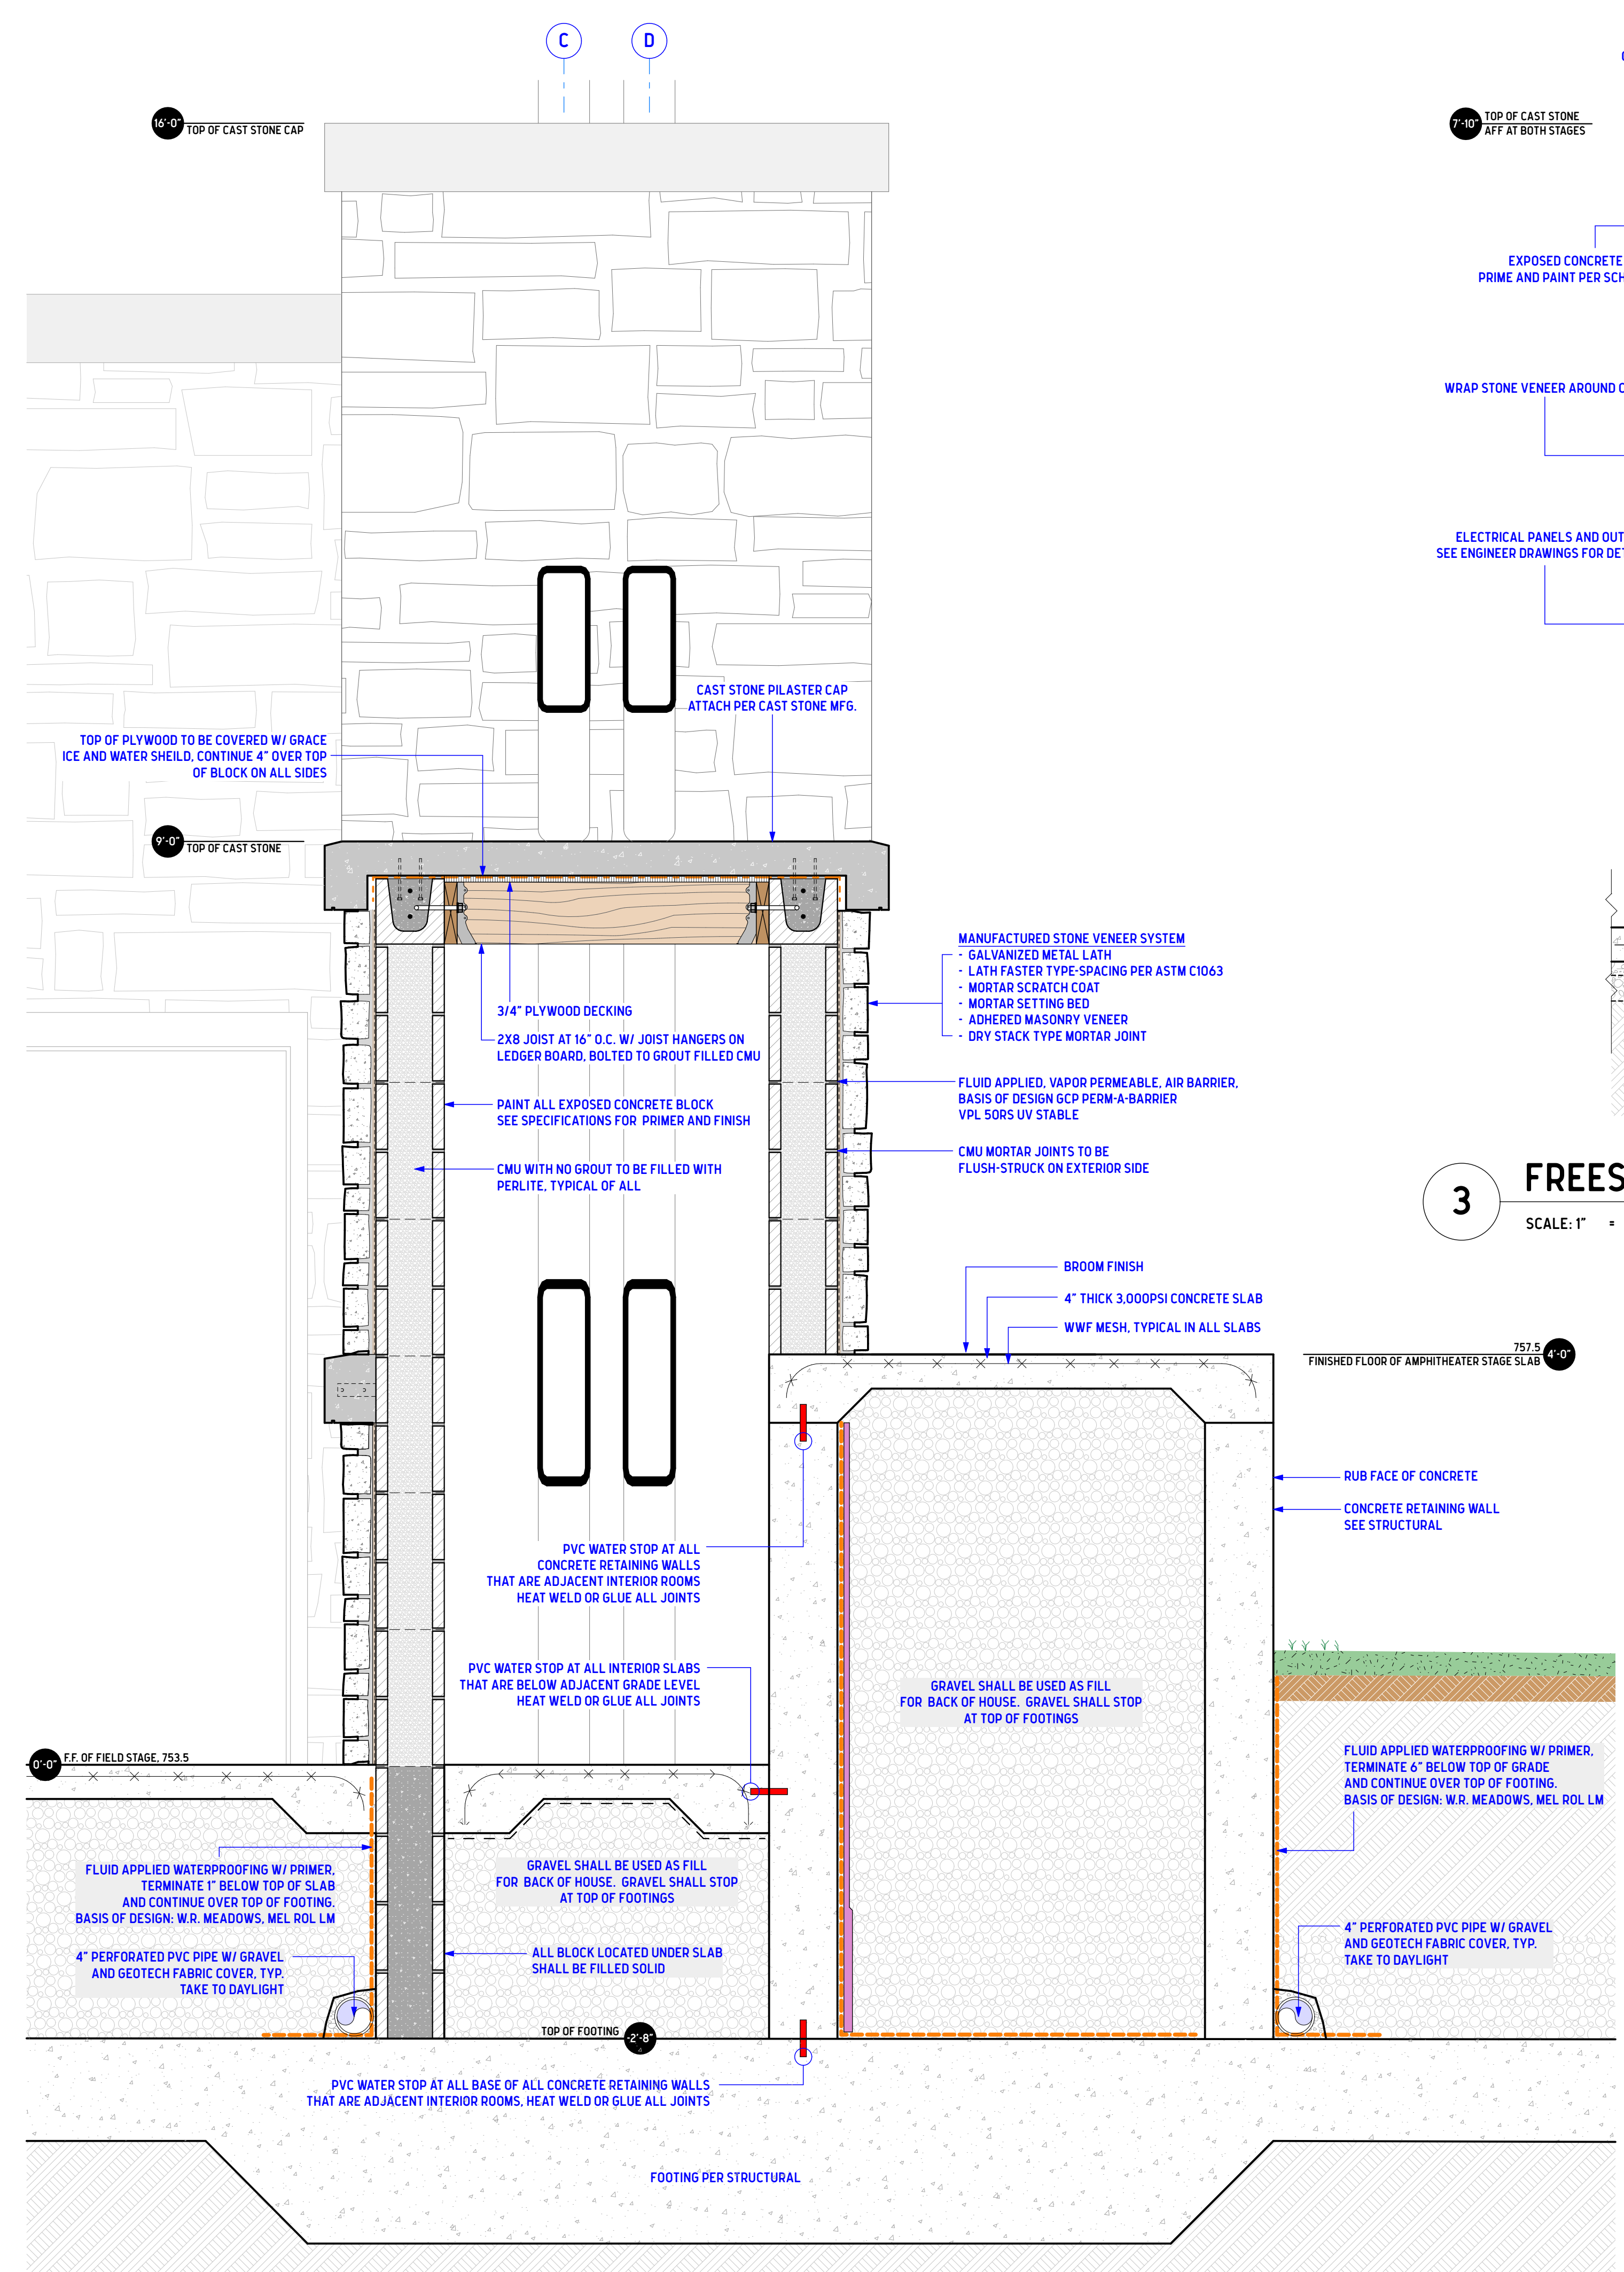 C
D
16'-0"
TOP OF CAST STONE CAP
7'-10"
TOP OF CAST STONE
AFF AT BOTH STAGES
EXPOSED CONCRETE
PRIME AND PAINT PER SCH
WRAP STONE VENEER AROUND
ELECTRICAL PANELS AND OUT
SEE ENGINEER DRAWINGS FOR DET
CAST STONE PILASTER CAP
ATTACH PER CAST STONE MFG.
TOP OF PLYWOOD TO BE COVERED W/ GRACE
ICE AND WATER SHEILD, CONTINUE 4" OVER TOP
OF BLOCK ON ALL SIDES
9'-0"
TOP OF CAST STONE
MANUFACTURED STONE VENEER SYSTEM
- GALVANIZED METAL LATH
- LATH FASTER TYPE-SPACING PER ASTM C1063
- MORTAR SCRATCH COAT
- MORTAR SETTING BED
- ADHERED MASONRY VENEER
- DRY STACK TYPE MORTAR JOINT
3/4" PLYWOOD DECKING
2X8 JOIST AT 16" O.C. W/ JOIST HANGERS ON
LEDGER BOARD, BOLTED TO GROUT FILLED CMU
FLUID APPLIED, VAPOR PERMEABLE, AIR BARRIER,
BASIS OF DESIGN GCP PERM-A-BARRIER
VPL 50RS UV STABLE
PAINT ALL EXPOSED CONCRETE BLOCK
SEE SPECIFICATIONS FOR PRIMER AND FINISH
CMU MORTAR JOINTS TO BE
FLUSH-STRUCK ON EXTERIOR SIDE
CMU WITH NO GROUT TO BE FILLED WITH
PERLITE, TYPICAL OF ALL
3
FREES
SCALE: 1" =
BROOM FINISH
4" THICK 3,000PSI CONCRETE SLAB
WWF MESH, TYPICAL IN ALL SLABS
757.5
FINISHED FLOOR OF AMPHITHEATER STAGE SLAB
4'-0"
RUB FACE OF CONCRETE
CONCRETE RETAINING WALL
SEE STRUCTURAL
PVC WATER STOP AT ALL
CONCRETE RETAINING WALLS
THAT ARE ADJACENT INTERIOR ROOMS
HEAT WELD OR GLUE ALL JOINTS
PVC WATER STOP AT ALL INTERIOR SLABS
THAT ARE BELOW ADJACENT GRADE LEVEL
HEAT WELD OR GLUE ALL JOINTS
GRAVEL SHALL BE USED AS FILL
FOR BACK OF HOUSE. GRAVEL SHALL STOP
AT TOP OF FOOTINGS
0'-0"
F.F. OF FIELD STAGE, 753.5
FLUID APPLIED WATERPROOFING W/ PRIMER,
TERMINATE 6" BELOW TOP OF GRADE
AND CONTINUE OVER TOP OF FOOTING.
BASIS OF DESIGN: W.R. MEADOWS, MEL ROL LM
FLUID APPLIED WATERPROOFING W/ PRIMER,
TERMINATE 1" BELOW TOP OF SLAB
AND CONTINUE OVER TOP OF FOOTING.
BASIS OF DESIGN: W.R. MEADOWS, MEL ROL LM
GRAVEL SHALL BE USED AS FILL
FOR BACK OF HOUSE. GRAVEL SHALL STOP
AT TOP OF FOOTINGS
4" PERFORATED PVC PIPE W/ GRAVEL
AND GEOTECH FABRIC COVER, TYP.
TAKE TO DAYLIGHT
ALL BLOCK LOCATED UNDER SLAB
SHALL BE FILLED SOLID
4" PERFORATED PVC PIPE W/ GRAVEL
AND GEOTECH FABRIC COVER, TYP.
TAKE TO DAYLIGHT
TOP OF FOOTING
-2'-8"
PVC WATER STOP AT ALL BASE OF ALL CONCRETE RETAINING WALLS
THAT ARE ADJACENT INTERIOR ROOMS, HEAT WELD OR GLUE ALL JOINTS
FOOTING PER STRUCTURAL